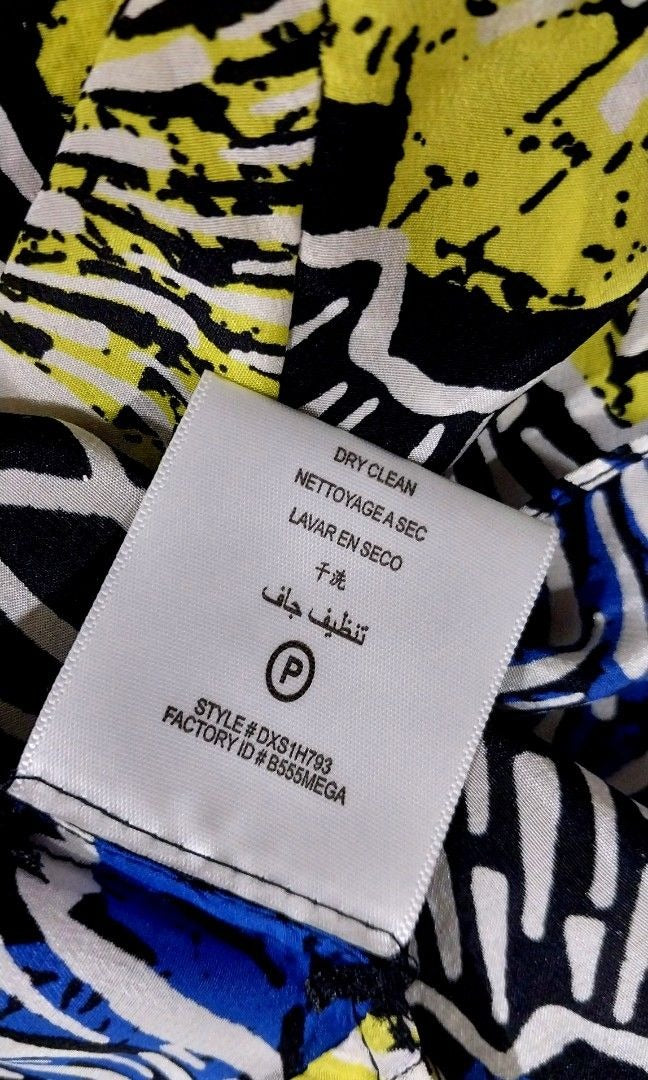 DRY CLEAN
NETTOYAGE A SEC
LAVAR EN SECO
干洗
تنظيف جاف
P
STYLE # DXS1H793
FACTORY ID # B555MEGA